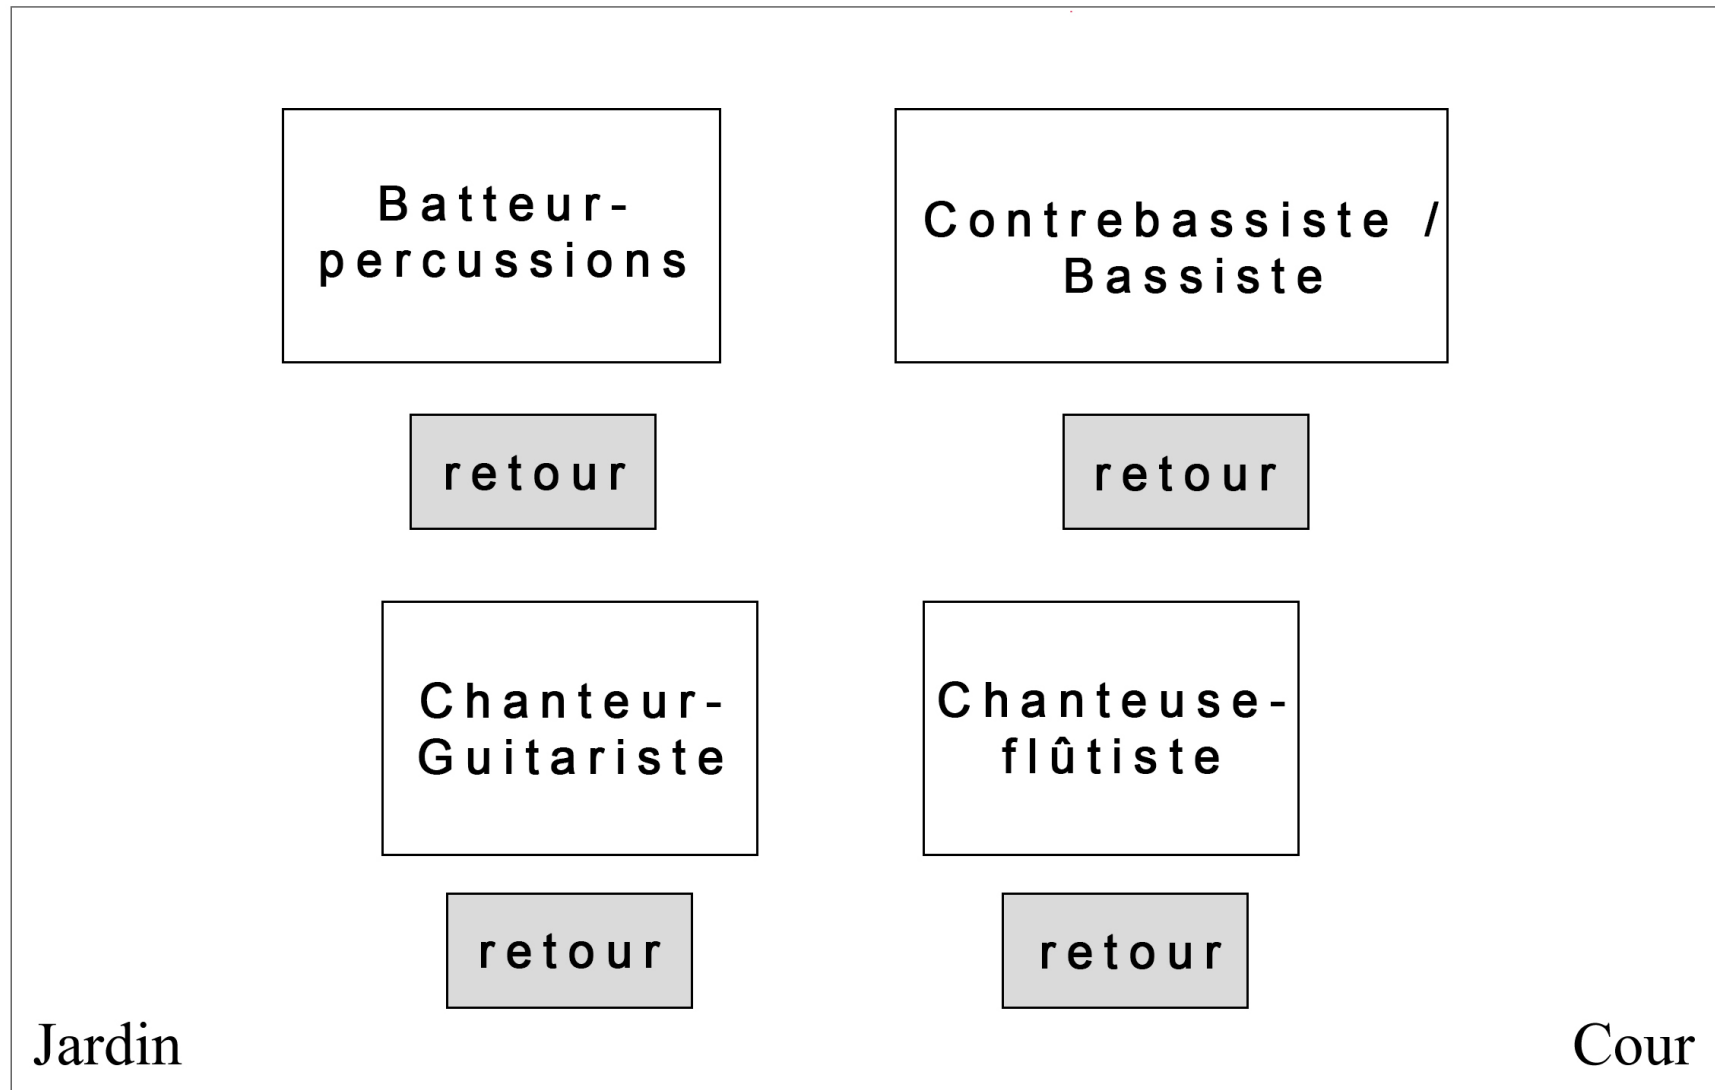 Batteur-
percussions
Contrebassiste /
Bassiste
retour
retour
Chanteur-
Guitariste
Chanteuse-
flûtiste
retour
retour
Jardin
Cour